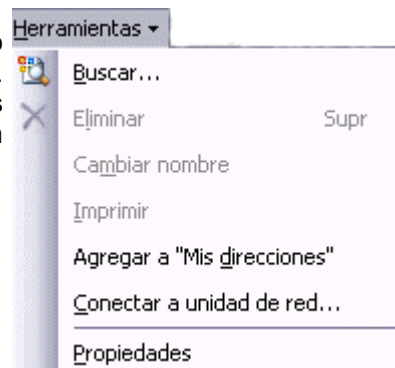 Herramientas
Buscar...
Eliminar Supr
Cambiar nombre
Imprimir
Agregar a "Mis direcciones"
Conectar a unidad de red...
Propiedades